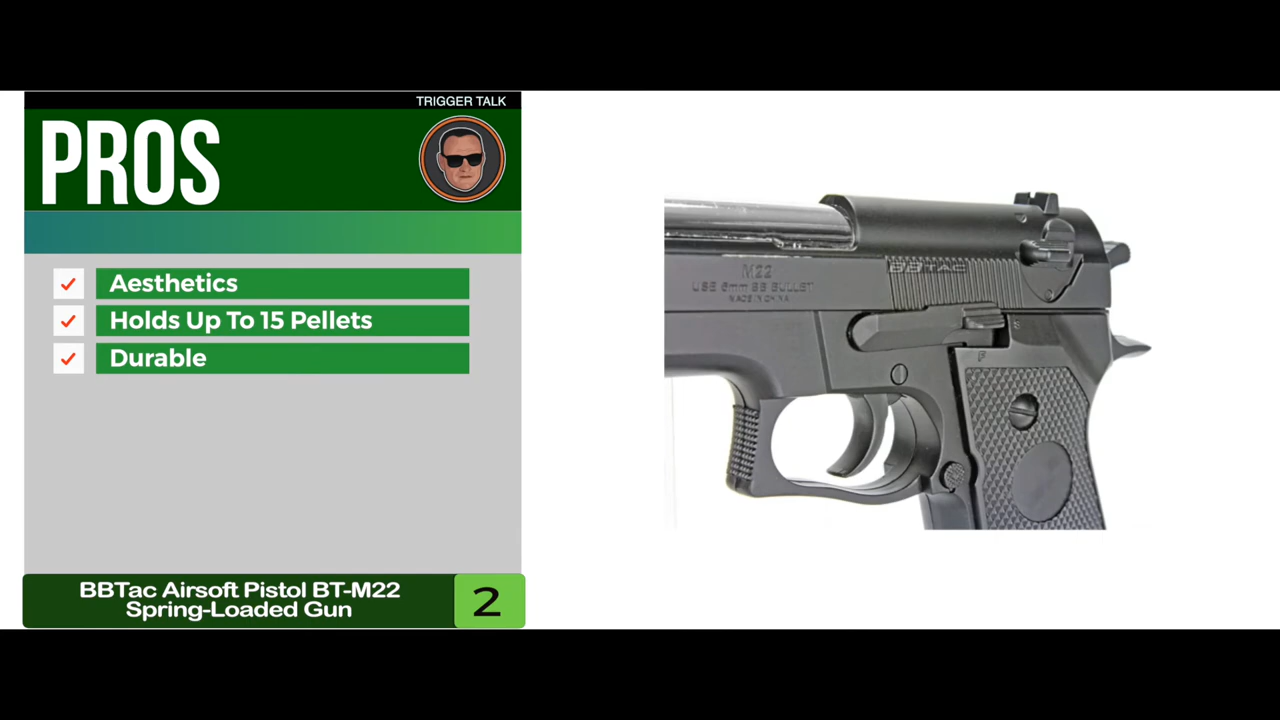 TRIGGER TALK
PROS
Aesthetics
Holds Up To 15 Pellets
Durable
BBTac Airsoft Pistol BT-M22
Spring-Loaded Gun
2
M22
USE 6mm BB BULLET
MADE IN CHINA
BBTAC
S
F